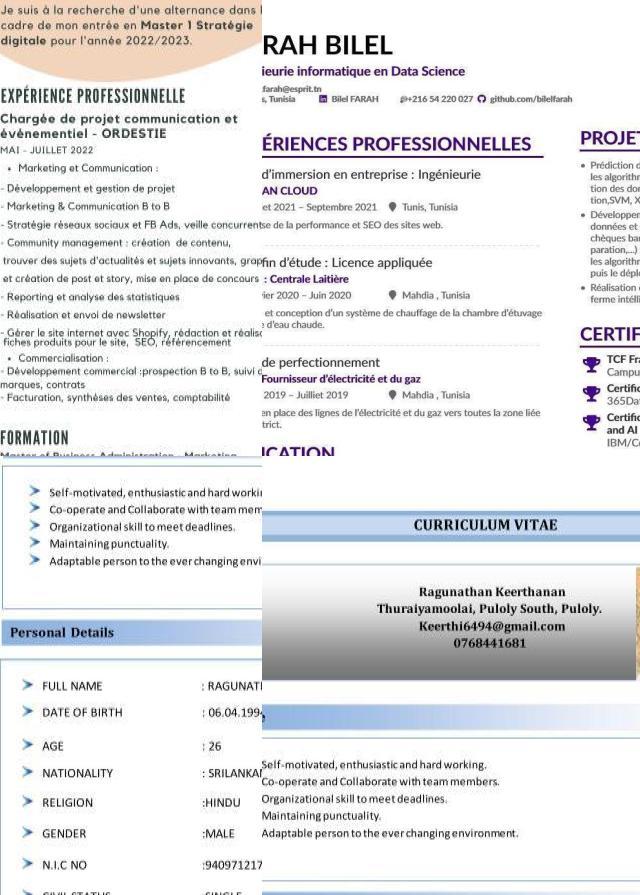 Je suis à la recherche d'une alternance dans l
cadre de mon entrée en Master 1 Stratégie
digitale pour l'année 2022/2023.
EXPÉRIENCE PROFESSIONNELLE
Chargée de projet communication et
événementiel - ORDESTIE
MAI - JUILLET 2022
• Marketing et Communication :
- Développement et gestion de projet
- Marketing & Communication B to B
- Stratégie réseaux sociaux et FB Ads, veille concurrent
- Community management : création de contenu,
trouver des sujets d'actualités et sujets innovants, grap
et création de post et story, mise en place de concours
- Reporting et analyse des statistiques
- Réalisation et envoi de newsletter
- Gérer le site internet avec Shopify, rédaction et réalisa
fiches produits pour le site, SEO, référencement
• Commercialisation :
- Développement commercial :prospection B to B, suivi d
marques, contrats
- Facturation, synthèses des ventes, comptabilité
FORMATION
Master of Business Administration - Marketing
RAH BILEL
ieurie informatique en Data Science
farah@esprit.tn
s, Tunisia Bilel FARAH +216 54 220 027 github.com/bilelfarah
ÉRIENCES PROFESSIONNELLES
d'immersion en entreprise : Ingénierie
AN CLOUD
et 2021 – Septembre 2021 Tunis, Tunisia
se de la performance et SEO des sites web.
fin d'étude : Licence appliquée
: Centrale Laitière
ier 2020 – Juin 2020 Mahdia , Tunisia
et conception d'un système de chauffage de la chambre d'étuvage
d'eau chaude.
de perfectionnement
Fournisseur d'électricité et du gaz
2019 – Juilliet 2019 Mahdia , Tunisia
en place des lignes de l'électricité et du gaz vers toutes la zone liée
trict.
ICATION
PROJET
• Prédiction d
les algorithm
tion des don
tion,SVM, X
• Développer
données et
chèques ban
paration,...)
les algorithm
puis le déplo
• Réalisation
ferme intélli
CERTIF
TCF Fra
Campu
Certific
365Dat
Certific
and AI
IBM/Co
Self-motivated, enthusiastic and hard workin
Co-operate and Collaborate with team mem
Organizational skill to meet deadlines.
Maintaining punctuality.
Adaptable person to the ever changing envi
Personal Details
FULL NAME : RAGUNATH
DATE OF BIRTH : 06.04.1994
AGE : 26
NATIONALITY : SRILANKAN
RELIGION :HINDU
GENDER :MALE
N.I.C NO :940971217
CIVIL STATUS :SINGLE
CURRICULUM VITAE
Ragunathan Keerthanan
Thuraiyamoolai, Puloly South, Puloly.
Keerthi6494@gmail.com
0768441681
Self-motivated, enthusiastic and hard working.
Co-operate and Collaborate with team members.
Organizational skill to meet deadlines.
Maintaining punctuality.
Adaptable person to the ever changing environment.